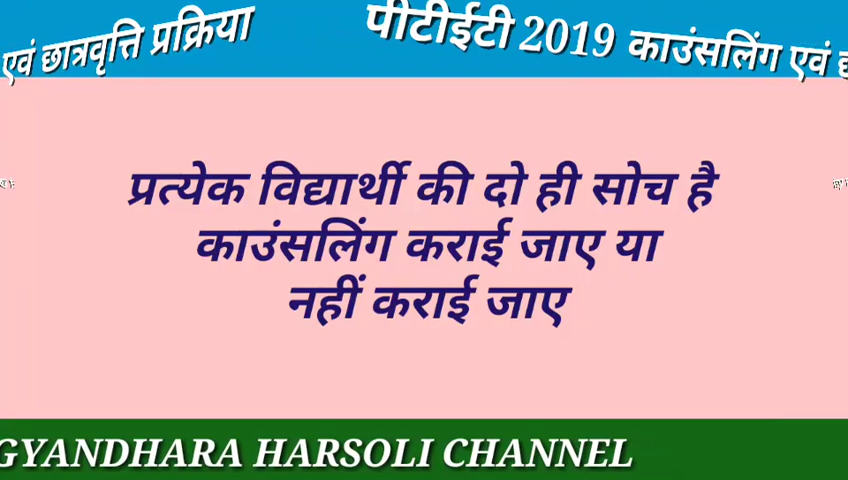 एवं छात्रवृत्ति प्रक्रिया
पीटीईटी 2019 काउंसलिंग एवं
प्रत्येक विद्यार्थी की दो ही सोच है
काउंसलिंग कराई जाए या
नहीं कराई जाए
GYANDHARA HARSOLI CHANNEL